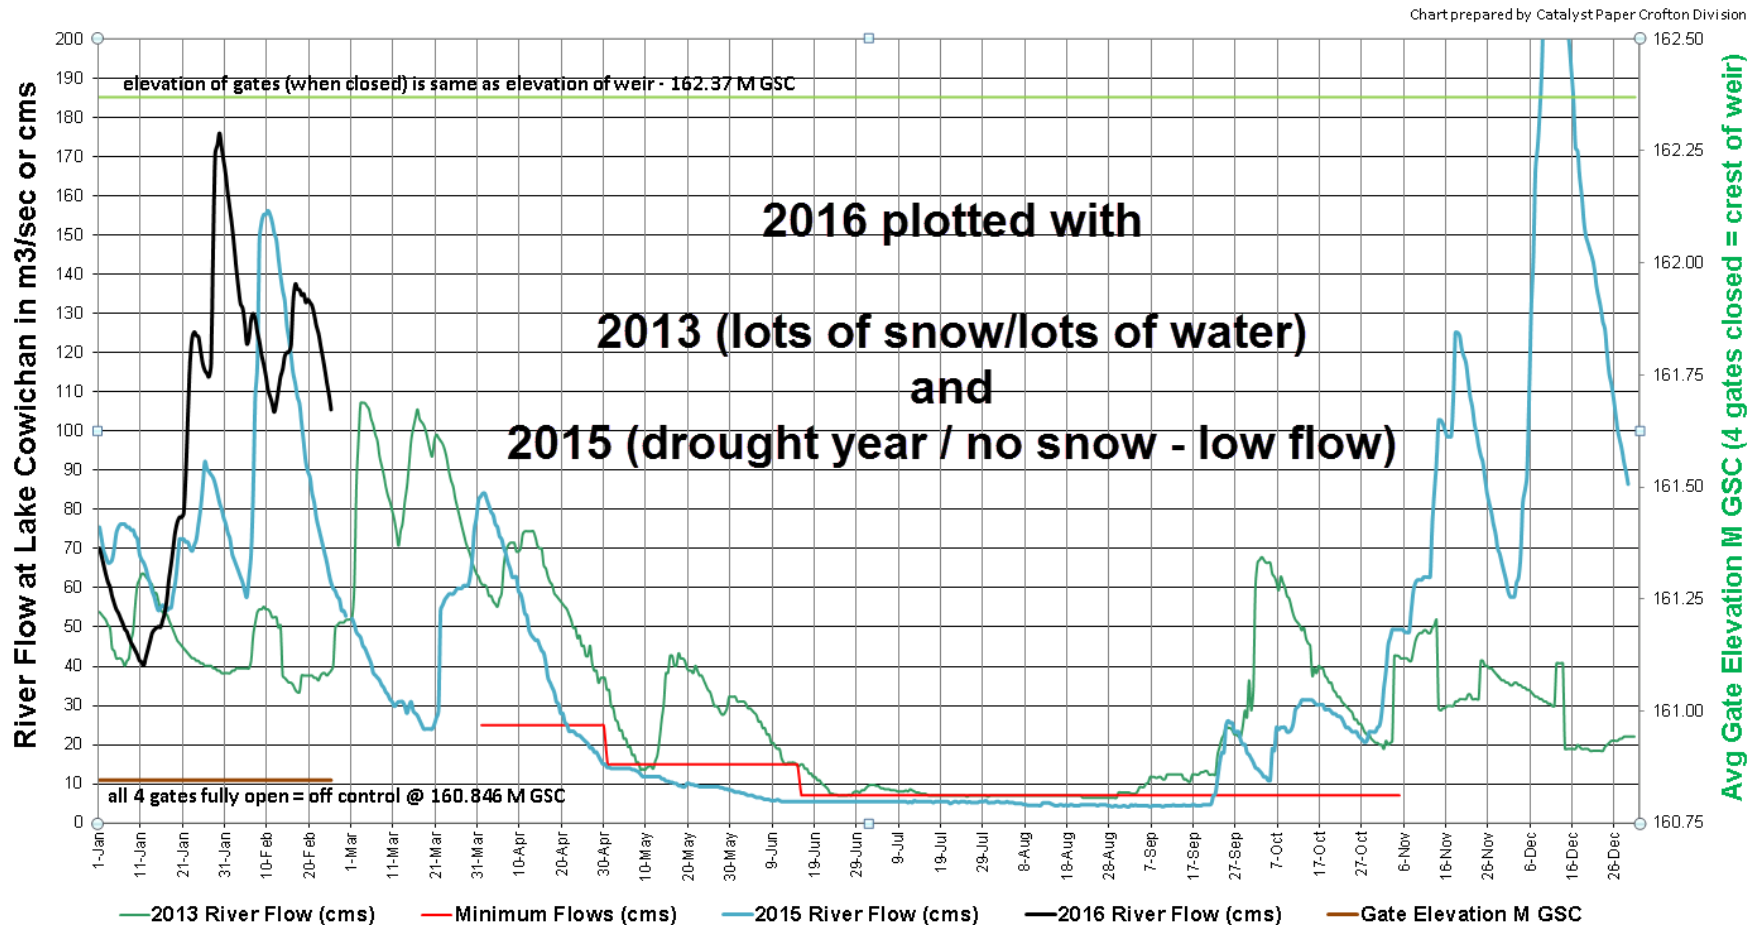 Chart prepared by Catalyst Paper Crofton Division
River Flow at Lake Cowichan in m3/sec or cms
200
190
180
170
160
150
140
130
120
110
100
90
80
70
60
50
40
30
20
10
0
elevation of gates (when closed) is same as elevation of weir - 162.37 M GSC
2016 plotted with
2013 (lots of snow/lots of water)
and
2015 (drought year / no snow - low flow)
all 4 gates fully open = off control @ 160.846 M GSC
162.50
162.25
162.00
161.75
161.50
161.25
161.00
160.75
Avg Gate Elevation M GSC (4 gates closed = crest of weir)
1-Jan
11-Jan
21-Jan
31-Jan
10-Feb
20-Feb
1-Mar
11-Mar
21-Mar
31-Mar
10-Apr
20-Apr
30-Apr
10-May
20-May
30-May
9-Jun
19-Jun
29-Jun
9-Jul
19-Jul
29-Jul
8-Aug
18-Aug
28-Aug
7-Sep
17-Sep
27-Sep
7-Oct
17-Oct
27-Oct
6-Nov
16-Nov
26-Nov
6-Dec
16-Dec
26-Dec
2013 River Flow (cms)
Minimum Flows (cms)
2015 River Flow (cms)
2016 River Flow (cms)
Gate Elevation M GSC